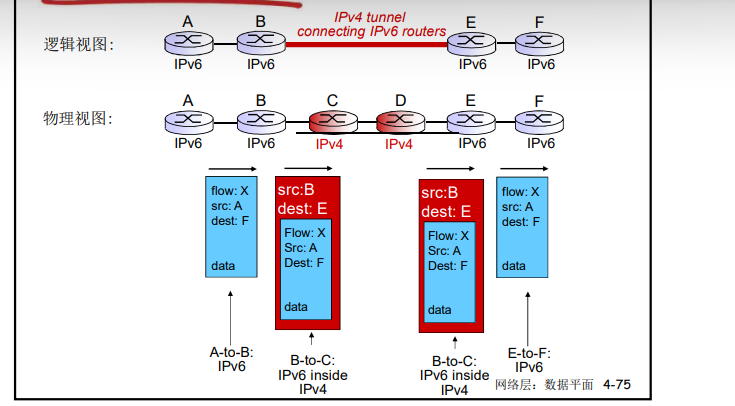 A B IPv4 tunnel E F
connecting IPv6 routers
逻辑视图:
IPv6 IPv6 IPv6 IPv6
A B C D E F
物理视图:
IPv6 IPv6 IPv4 IPv4 IPv6 IPv6
flow: X
src: A
dest: F
data
src:B
dest: E
Flow: X
Src: A
Dest: F
data
src:B
dest: E
Flow: X
Src: A
Dest: F
data
flow: X
src: A
dest: F
data
A-to-B:
IPv6
B-to-C:
IPv6 inside
IPv4
B-to-C:
IPv6 inside
IPv4
E-to-F:
IPv6
网络层: 数据平面 4-75